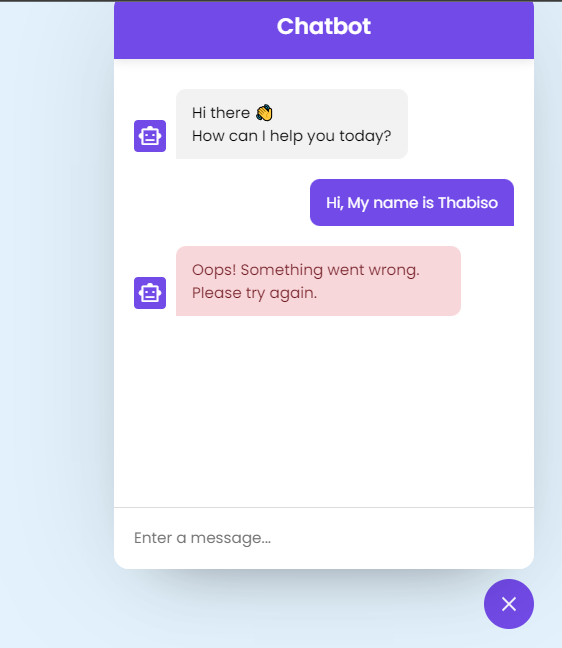 Chatbot
Hi there 👋
How can I help you today?
Hi, My name is Thabiso
Oops! Something went wrong.
Please try again.
Enter a message...